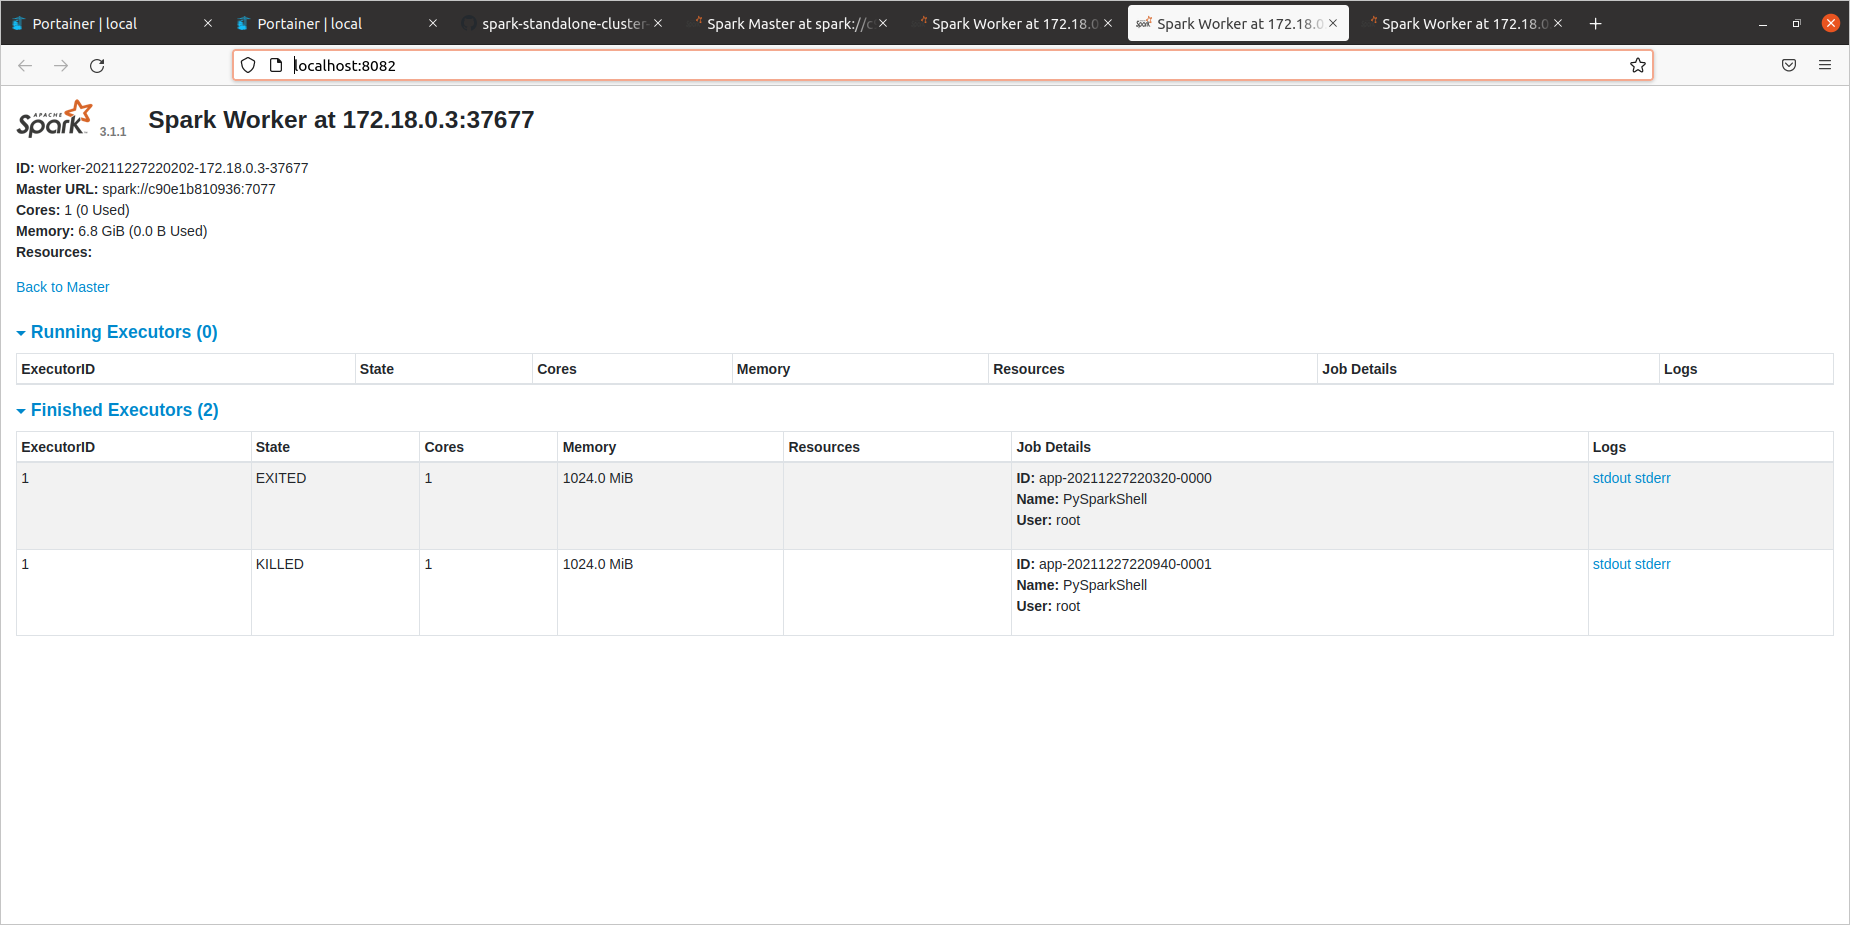 Portainer | local
Portainer | local
spark-standalone-cluster-
Spark Master at spark://c
Spark Worker at 172.18.0
Spark Worker at 172.18.0
Spark Worker at 172.18.0
localhost:8082
APACHE
Spark
3.1.1
Spark Worker at 172.18.0.3:37677
ID: worker-20211227220202-172.18.0.3-37677
Master URL: spark://c90e1b810936:7077
Cores: 1 (0 Used)
Memory: 6.8 GiB (0.0 B Used)
Resources:
Back to Master
Running Executors (0)
ExecutorID State Cores Memory Resources Job Details Logs
Finished Executors (2)
ExecutorID State Cores Memory Resources Job Details Logs
1 EXITED 1 1024.0 MiB ID: app-20211227220320-0000 stdout stderr
Name: PySparkShell
User: root
1 KILLED 1 1024.0 MiB ID: app-20211227220940-0001 stdout stderr
Name: PySparkShell
User: root